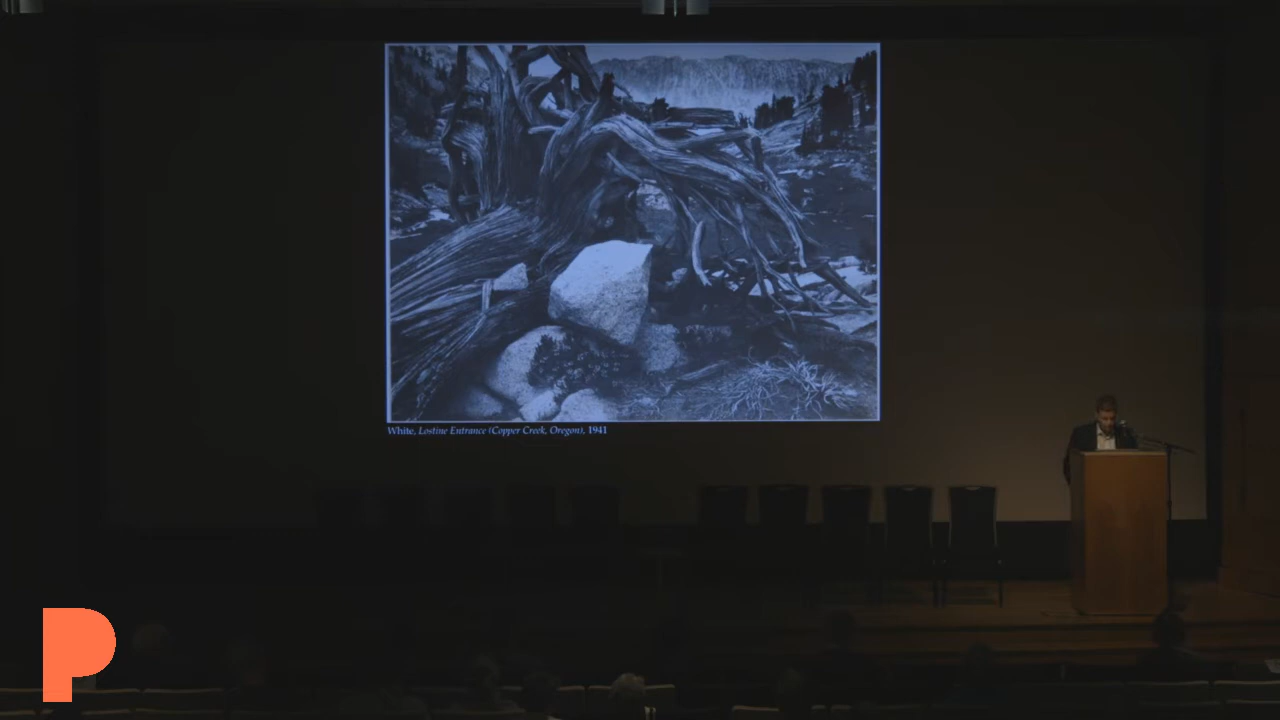 White, Lostine Entrance (Copper Creek, Oregon), 1941
P